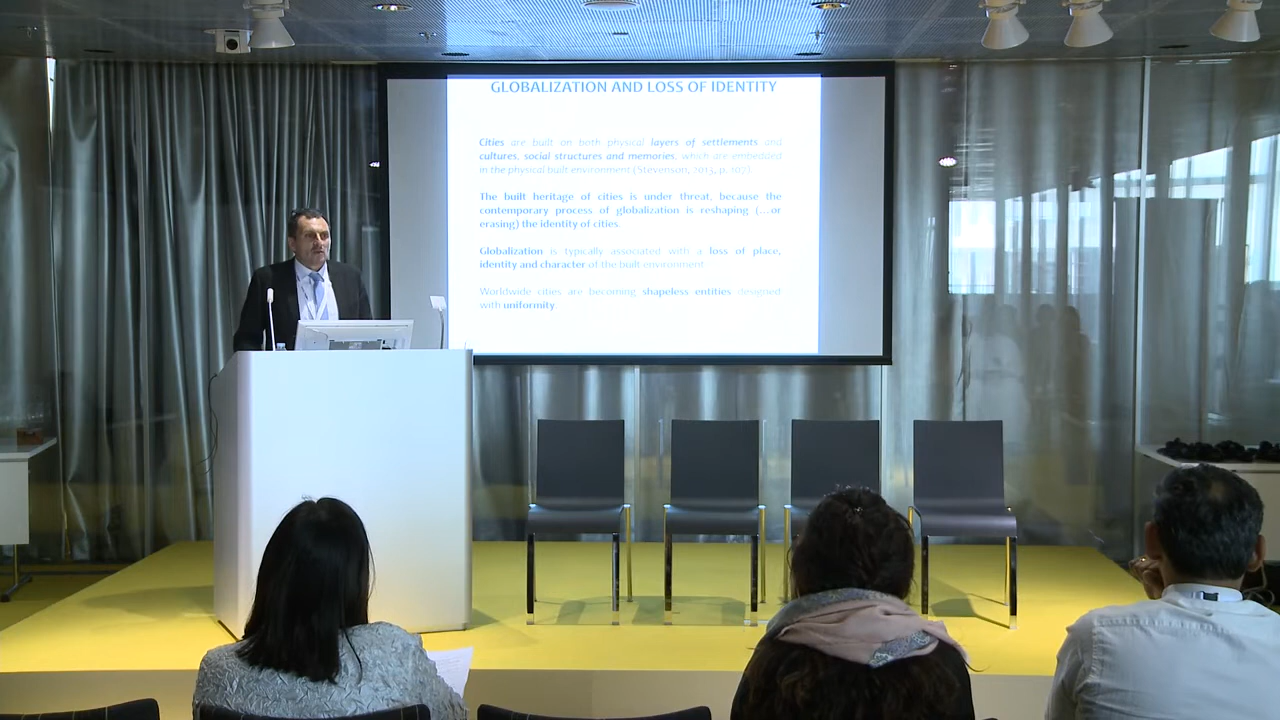 GLOBALIZATION AND LOSS OF IDENTITY
Cities are built on both physical layers of settlements and
cultures, social structures and memories, which are embedded
in the physical built environment (Stevenson, 2013, p. 107).
The built heritage of cities is under threat, because the
contemporary process of globalization is reshaping (…or
erasing) the identity of cities.
Globalization is typically associated with a loss of place,
identity and character of the built environment.
Worldwide cities are becoming shapeless entities designed
with uniformity.